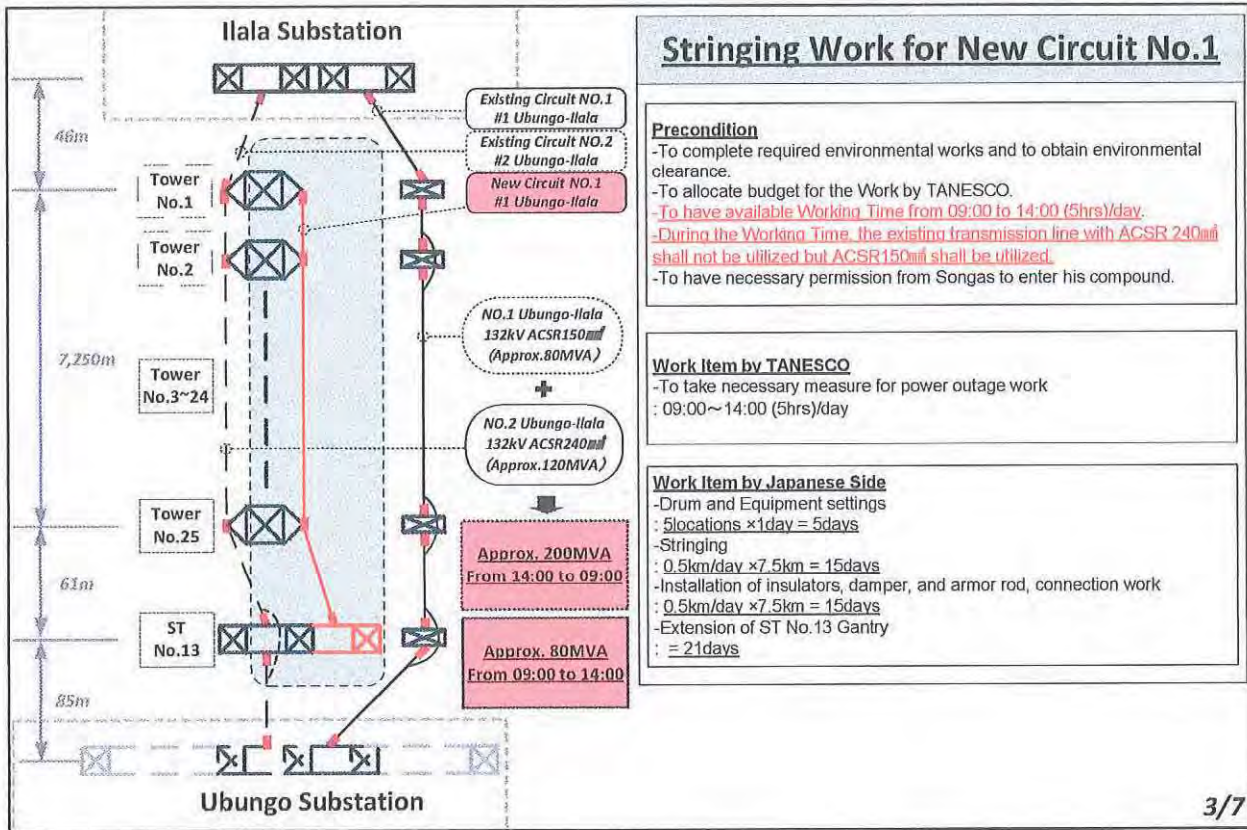 Ilala Substation
46m
7,250m
61m
85m
Tower
No.1
Tower
No.2
Tower
No.3~24
Tower
No.25
ST
No.13
Existing Circuit NO.1
#1 Ubungo-Ilala
Existing Circuit NO.2
#2 Ubungo-Ilala
New Circuit NO.1
#1 Ubungo-Ilala
NO.1 Ubungo-Ilala
132kV ACSR150㎟
(Approx.80MVA)
+
NO.2 Ubungo-Ilala
132kV ACSR240㎟
(Approx.120MVA)
Approx. 200MVA
From 14:00 to 09:00
Approx. 80MVA
From 09:00 to 14:00
Ubungo Substation
Stringing Work for New Circuit No.1
Precondition
-To complete required environmental works and to obtain environmental
clearance.
-To allocate budget for the Work by TANESCO.
-To have available Working Time from 09:00 to 14:00 (5hrs)/day.
-During the Working Time, the existing transmission line with ACSR 240㎟
shall not be utilized but ACSR150㎟ shall be utilized.
-To have necessary permission from Songas to enter his compound.
Work Item by TANESCO
-To take necessary measure for power outage work
: 09:00～14:00 (5hrs)/day
Work Item by Japanese Side
-Drum and Equipment settings
: 5locations ×1day = 5days
-Stringing
: 0.5km/day ×7.5km = 15days
-Installation of insulators, damper, and armor rod, connection work
: 0.5km/day ×7.5km = 15days
-Extension of ST No.13 Gantry
: = 21days
3/7